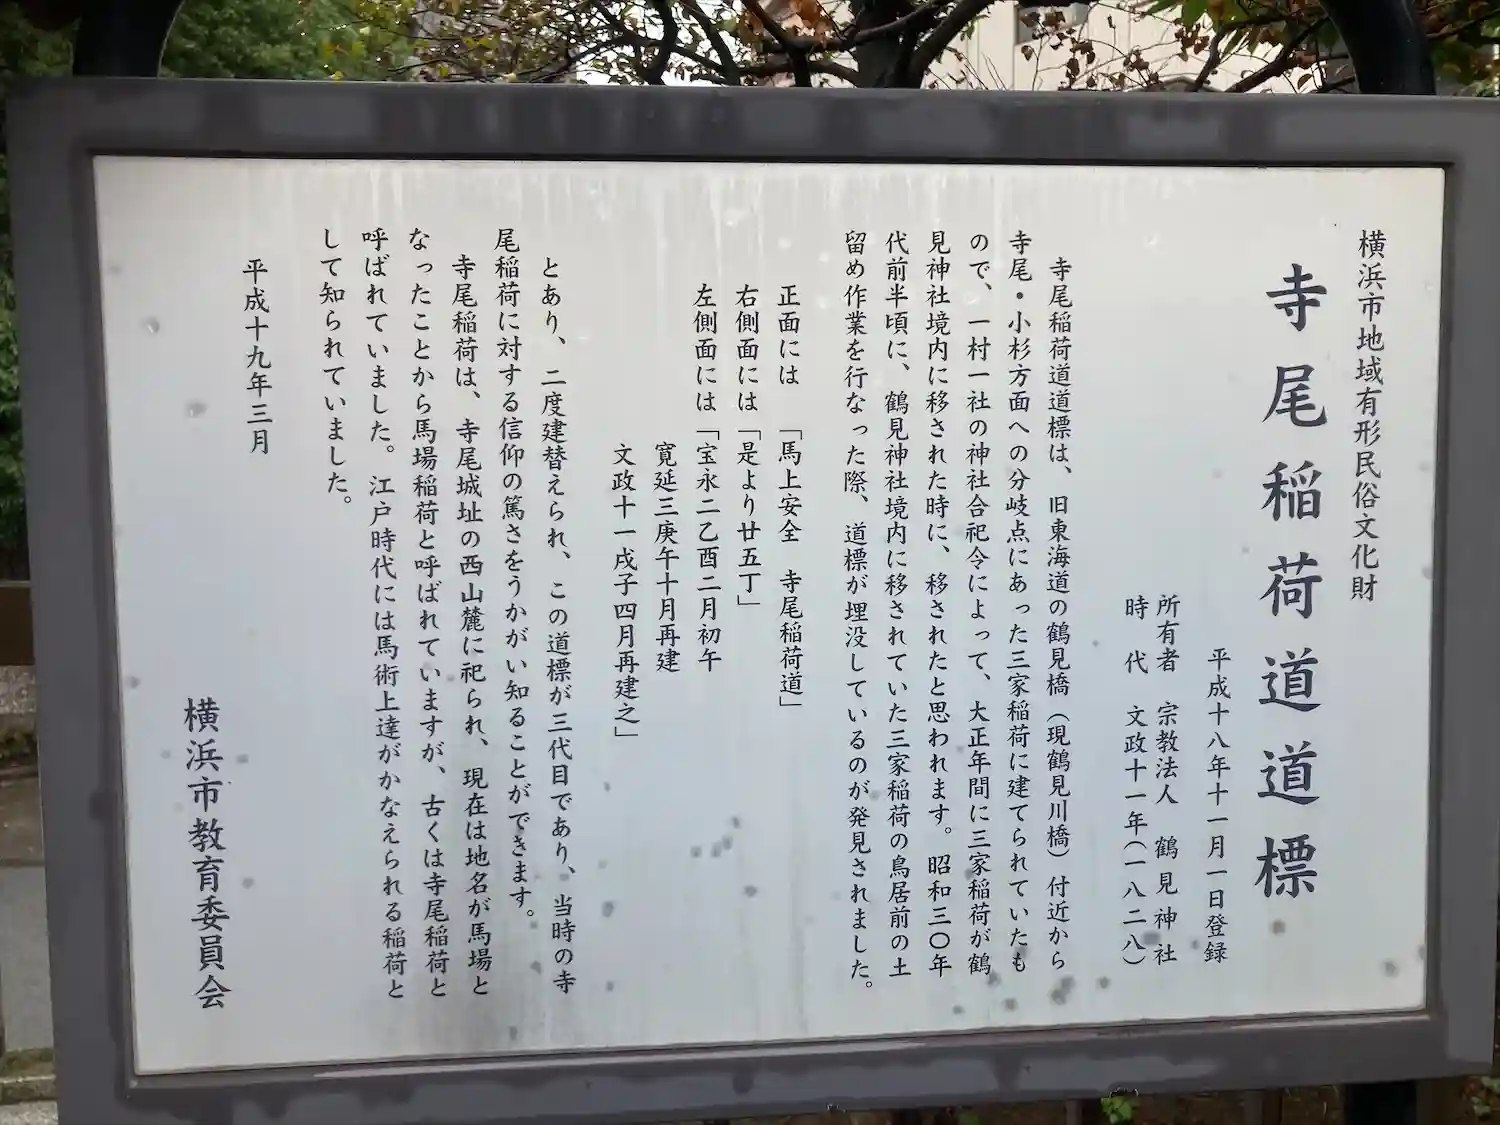 横浜市地域有形民俗文化財
寺尾稲荷道道標
平成十八年十一月一日登録
所有者　宗教法人　鶴見神社
時　代　文政十一年(一八二八)
寺尾稲荷道道標は、旧東海道の鶴見橋（現鶴見川橋）付近から
寺尾・小杉方面への分岐点にあった三家稲荷に建てられていたも
ので、一村一社の神社合祀令によって、大正年間に三家稲荷が鶴
見神社境内に移された時に、移されたと思われます。昭和三〇年
代前半頃に、鶴見神社境内に移されていた三家稲荷の鳥居前の土
留め作業を行なった際、道標が埋没しているのが発見されました。
正面には　「馬上安全　寺尾稲荷道」
右側面には「是より廿五丁」
左側面には「宝永二乙酉二月初午
寛延三庚午十月再建
文政十一戌子四月再建之」
とあり、二度建替えられ、この道標が三代目であり、当時の寺
尾稲荷に対する信仰の篤さをうかがい知ることができます。
寺尾稲荷は、寺尾城址の西山麓に祀られ、現在は地名が馬場と
なったことから馬場稲荷と呼ばれていますが、古くは寺尾稲荷と
呼ばれていました。江戸時代には馬術上達がかなえられる稲荷と
して知られていました。
平成十九年三月
横浜市教育委員会